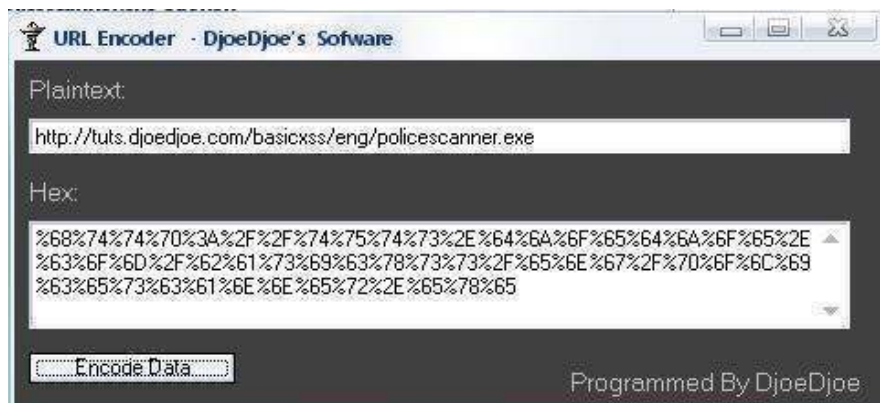 URL Encoder - DjoeDjoe's Sofware
Plaintext:
http://tuts.djoedjoe.com/basicxss/eng/policescanner.exe
Hex:
%68%74%74%70%3A%2F%2F%74%75%74%73%2E%64%6A%6F%65%64%6A%6F%65%2E
%63%6F%6D%2F%62%61%73%69%63%78%73%73%2F%65%6E%67%2F%70%6F%6C%69
%63%65%73%63%61%6E%6E%65%72%2E%65%78%65
Encode Data
Programmed By DjoeDjoe